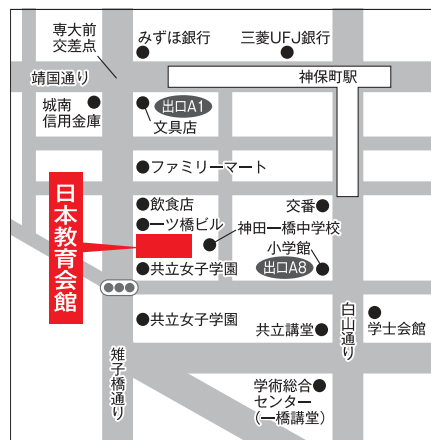 専大前
交差点
みずほ銀行
三菱UFJ銀行
靖国通り
神保町駅
城南
信用金庫
出口A1
文具店
ファミリーマート
日本教育会館
飲食店
一ツ橋ビル
交番
神田一橋中学校
小学館
共立女子学園
出口A8
共立女子学園
共立講堂
白山通り
学士会館
雉子橋通り
学術総合
センター
(一橋講堂)